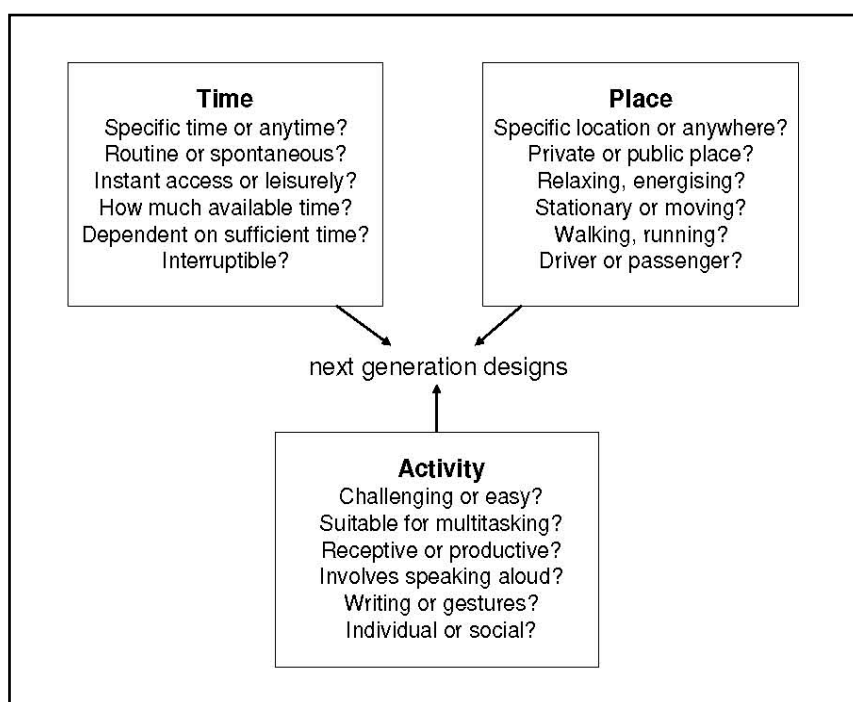 Time
Specific time or anytime?
Routine or spontaneous?
Instant access or leisurely?
How much available time?
Dependent on sufficient time?
Interruptible?
Place
Specific location or anywhere?
Private or public place?
Relaxing, energising?
Stationary or moving?
Walking, running?
Driver or passenger?
next generation designs
Activity
Challenging or easy?
Suitable for multitasking?
Receptive or productive?
Involves speaking aloud?
Writing or gestures?
Individual or social?